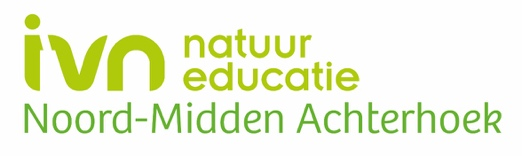 ivn natuur
educatie
Noord-Midden Achterhoek